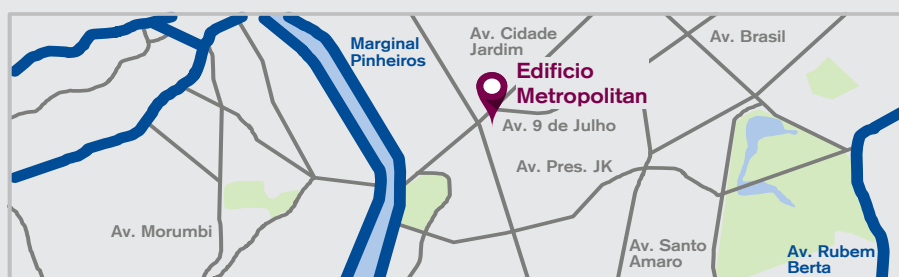 Marginal
Pinheiros
Av. Cidade
Jardim
Av. Brasil
Edificio
Metropolitan
Av. 9 de Julho
Av. Pres. JK
Av. Morumbi
Av. Santo
Amaro
Av. Rubem
Berta